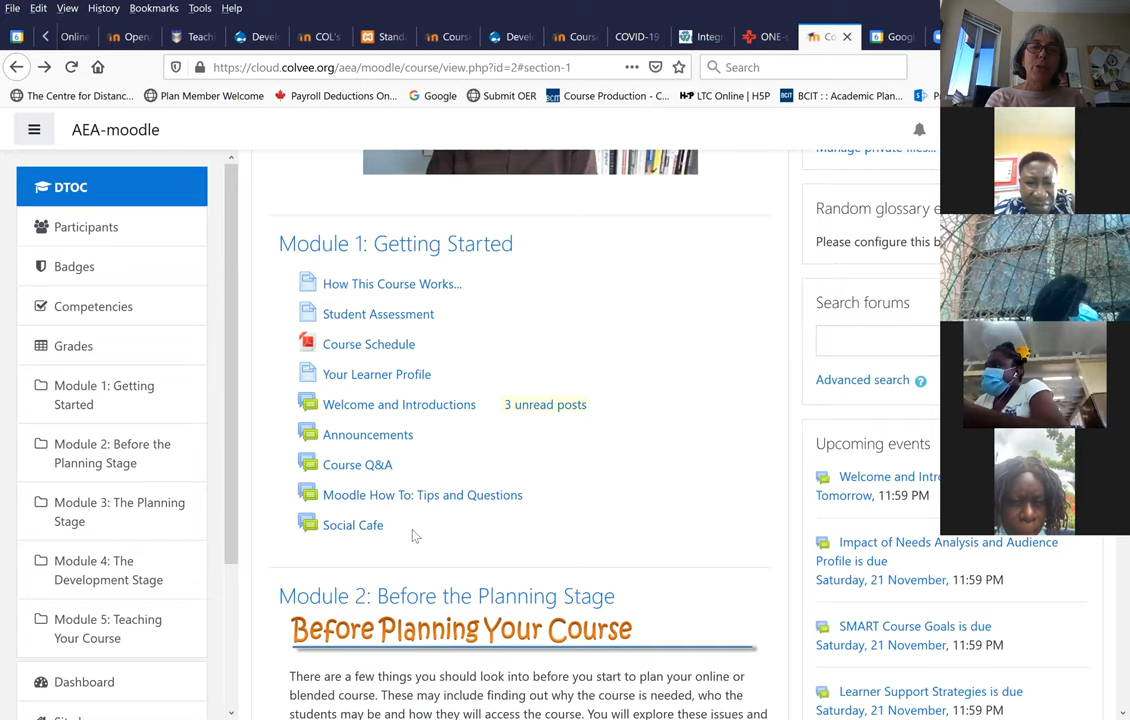 File Edit View History Bookmarks Tools Help
Online
Open
Teach
Devel
COL's
Standa
Course
Devel
Course
COVID-19
Integr
ONE-
Co
Googl
https://cloud.colvee.org/aea/moodle/course/view.php?id=2#section-1
Search
The Centre for Distanc...
Plan Member Welcome
Payroll Deductions On...
Google
Submit OER
Course Production - C...
LTC Online | H5P
BCIT : : Academic Plan...
AEA-moodle
DTOC
Participants
Badges
Competencies
Grades
Module 1: Getting
Started
Module 2: Before the
Planning Stage
Module 3: The Planning
Stage
Module 4: The
Development Stage
Module 5: Teaching
Your Course
Dashboard
Module 1: Getting Started
How This Course Works...
Student Assessment
Course Schedule
Your Learner Profile
Welcome and Introductions 3 unread posts
Announcements
Course Q&A
Moodle How To: Tips and Questions
Social Cafe
Module 2: Before the Planning Stage
Before Planning Your Course
There are a few things you should look into before you start to plan your online or
blended course. These may include finding out why the course is needed, who the
students may be and how they will access the course. You will explore these issues and
Manage private files...
Random glossary e
Please configure this b
Search forums
Advanced search
Upcoming events
Welcome and Intro
Tomorrow, 11:59 PM
Impact of Needs Analysis and Audience
Profile is due
Saturday, 21 November, 11:59 PM
SMART Course Goals is due
Saturday, 21 November, 11:59 PM
Learner Support Strategies is due
Saturday, 21 November, 11:59 PM